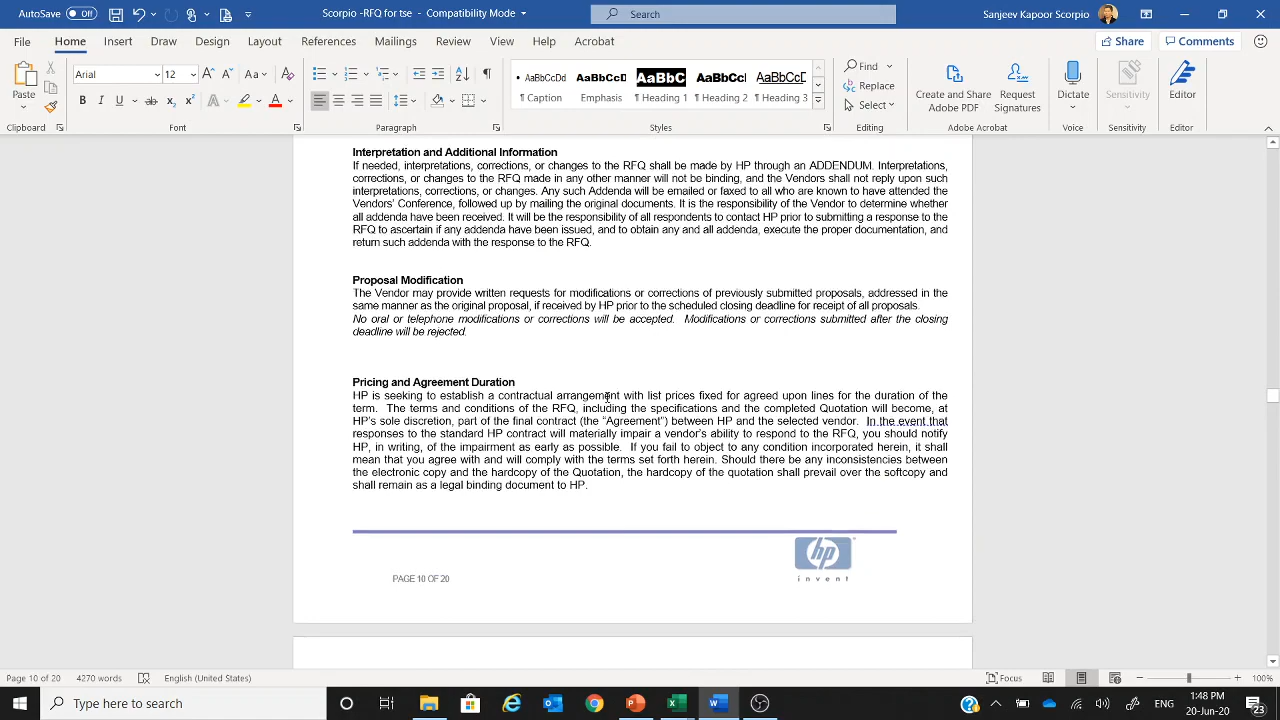 AutoSave Off Scorpio -RFQ for tse - Compatibility Mode Search Sanjeev Kapoor Scorpio
File Home Insert Draw Design Layout References Mailings Review View Help Acrobat Share Comments
Paste Arial 12 Aa A AaBbCcDd AaBbCcD AaBbC AaBbCcI AaBbCcD Find Replace Select
¶ Caption Emphasis ¶ Heading 1 ¶ Heading 2 ¶ Heading 3 Create and Share Adobe PDF Request Signatures Dictate Sensitivity Editor
Clipboard Font Paragraph Styles Editing Adobe Acrobat Voice Sensitivity Editor
Interpretation and Additional Information
If needed, interpretations, corrections, or changes to the RFQ shall be made by HP through an ADDENDUM. Interpretations,
corrections, or changes to the RFQ made in any other manner will not be binding, and the Vendors shall not reply upon such
interpretations, corrections, or changes. Any such Addenda will be emailed or faxed to all who are known to have attended the
Vendors' Conference, followed up by mailing the original documents. It is the responsibility of the Vendor to determine whether
all addenda have been received. It will be the responsibility of all respondents to contact HP prior to submitting a response to the
RFQ to ascertain if any addenda have been issued, and to obtain any and all addenda, execute the proper documentation, and
return such addenda with the response to the RFQ.
Proposal Modification
The Vendor may provide written requests for modifications or corrections of previously submitted proposals, addressed in the
same manner as the original proposal, if received by HP prior to the scheduled closing deadline for receipt of all proposals.
No oral or telephone modifications or corrections will be accepted. Modifications or corrections submitted after the closing
deadline will be rejected.
Pricing and Agreement Duration
HP is seeking to establish a contractual arrangement with list prices fixed for agreed upon lines for the duration of the
term. The terms and conditions of the RFQ, including the specifications and the completed Quotation will become, at
HP's sole discretion, part of the final contract (the “Agreement”) between HP and the selected vendor. In the event that
responses to the standard HP contract will materially impair a vendor's ability to respond to the RFQ, you should notify
HP, in writing, of the impairment as early as possible. If you fail to object to any condition incorporated herein, it shall
mean that you agree with and will comply with the terms set forth herein. Should there be any inconsistencies between
the electronic copy and the hardcopy of the Quotation, the hardcopy of the quotation shall prevail over the softcopy and
shall remain as a legal binding document to HP.
hp
invent
PAGE 10 OF 20
Page 10 of 20 4270 words English (United States) Focus 100%
Type here to search ENG 1:48 PM 20-Jun-20 23